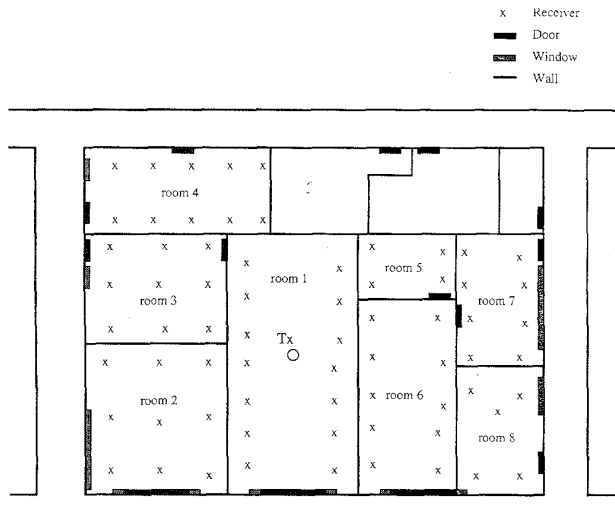 x Receiver
Door
Window
Wall
x x x x x
room 4
x x x x x
x x x
x x
room 5
x x
x x
room 1
x x
x x x
room 3
room 7
x x
x x
x x
x x x
x x
x x
Tx
x x
x x
x x x
x
x x
room 2
room 6
x x
x
x x
x x
x x x
x
room 8
x x
x x
x x
x x x
x x
x x
x x